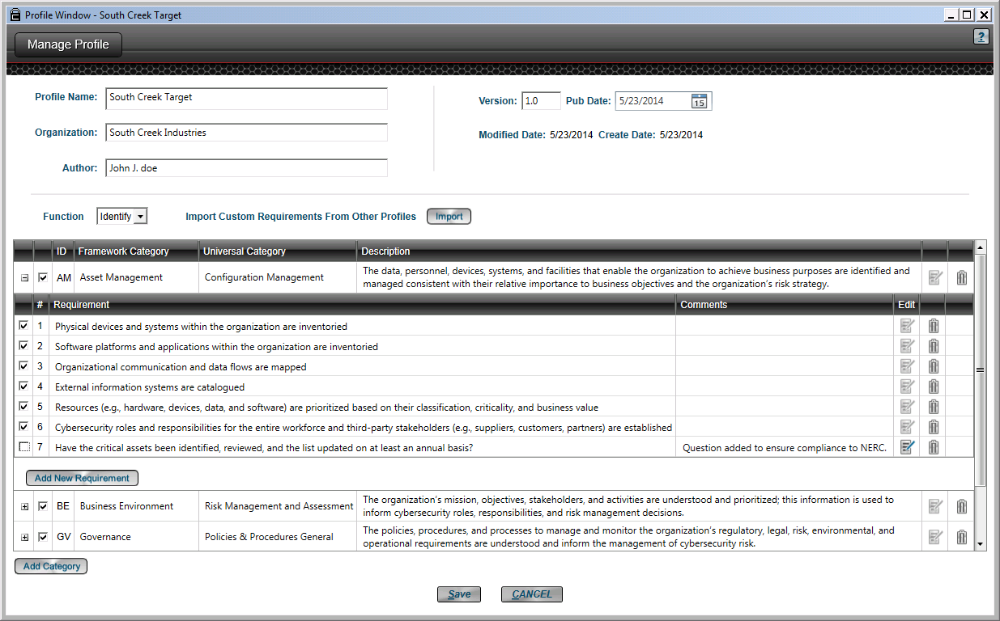 Profile Window - South Creek Target
Manage Profile
?
Profile Name: South Creek Target
Version: 1.0 Pub Date: 5/23/2014 15
Organization: South Creek Industries
Modified Date: 5/23/2014 Create Date: 5/23/2014
Author: John J. doe
Function Identify Import Custom Requirements From Other Profiles Import
ID Framework Category Universal Category Description
AM Asset Management Configuration Management The data, personnel, devices, systems, and facilities that enable the organization to achieve business purposes are identified and
managed consistent with their relative importance to business objectives and the organization's risk strategy.
# Requirement Comments Edit
1 Physical devices and systems within the organization are inventoried
2 Software platforms and applications within the organization are inventoried
3 Organizational communication and data flows are mapped
4 External information systems are catalogued
5 Resources (e.g., hardware, devices, data, and software) are prioritized based on their classification, criticality, and business value
6 Cybersecurity roles and responsibilities for the entire workforce and third-party stakeholders (e.g., suppliers, customers, partners) are established
7 Have the critical assets been identified, reviewed, and the list updated on at least an annual basis? Question added to ensure compliance to NERC.
Add New Requirement
BE Business Environment Risk Management and Assessment The organization's mission, objectives, stakeholders, and activities are understood and prioritized; this information is used to
inform cybersecurity roles, responsibilities, and risk management decisions.
GV Governance Policies & Procedures General The policies, procedures, and processes to manage and monitor the organization's regulatory, legal, risk, environmental, and
operational requirements are understood and inform the management of cybersecurity risk.
Add Category
Save CANCEL